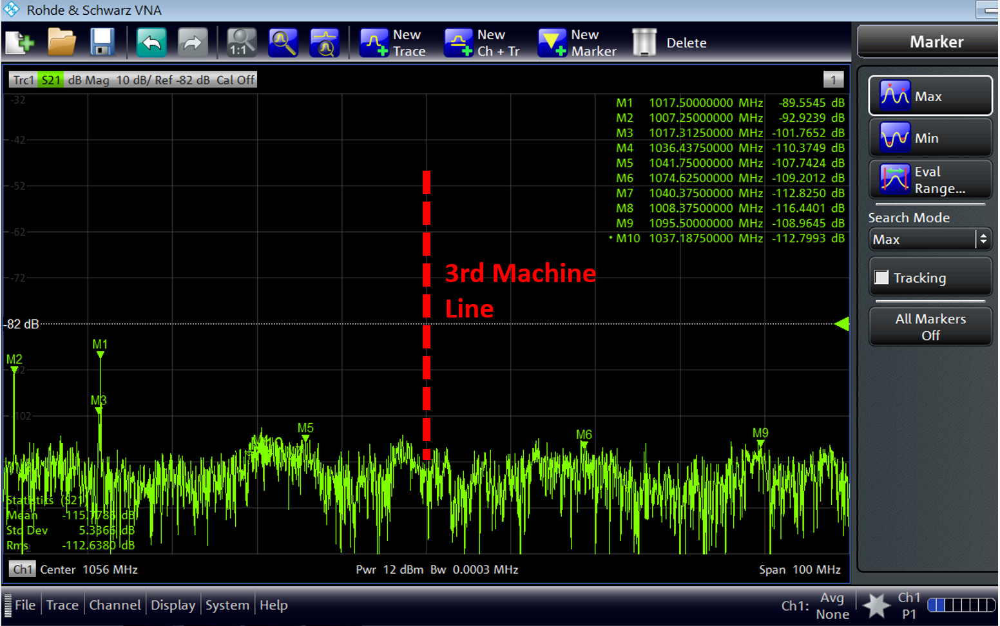 Rohde & Schwarz VNA
1:1
New
Trace
New
Ch + Tr
New
Marker
Delete
Marker
Trc1 S21 dB Mag 10 dB/ Ref -82 dB Cal Off
1
-32
-42
-52
-62
-72
-82 dB
-102
M1 1017.50000000 MHz -89.5545 dB
M2 1007.25000000 MHz -92.9239 dB
M3 1017.31250000 MHz -101.7652 dB
M4 1036.43750000 MHz -110.3749 dB
M5 1041.75000000 MHz -107.7424 dB
M6 1074.62500000 MHz -109.2012 dB
M7 1040.37500000 MHz -112.8250 dB
M8 1008.37500000 MHz -116.4401 dB
M9 1095.50000000 MHz -108.9645 dB
• M10 1037.18750000 MHz -112.7993 dB
3rd Machine
Line
M1
M2
M3
M5
M6
M9
Statistics (S21)
Mean -115.7785 dB
Std Dev 5.3366 dB
Rms -112.6380 dB
Ch1 Center 1056 MHz
Pwr 12 dBm Bw 0.0003 MHz
Span 100 MHz
Max
Min
Eval
Range...
Search Mode
Max
Tracking
All Markers
Off
File Trace Channel Display System Help
Ch1: Avg
None
Ch1
P1